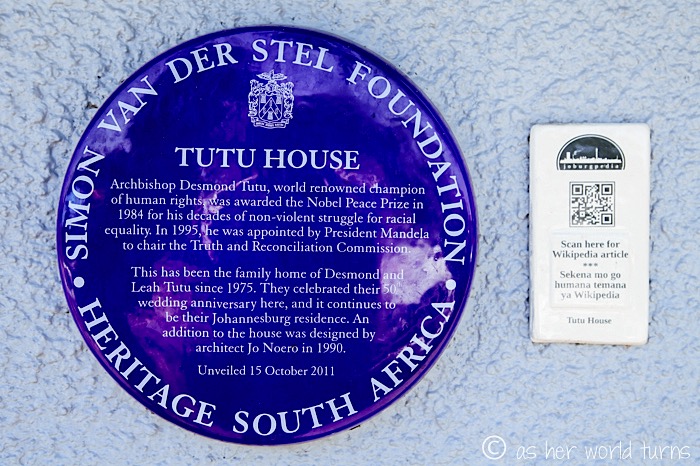 SIMON VAN DER STEL FOUNDATION
TUTU HOUSE
Archbishop Desmond Tutu, world renowned champion
of human rights, was awarded the Nobel Peace Prize in
1984 for his decades of non-violent struggle for racial
equality. In 1995, he was appointed by President Mandela
to chair the Truth and Reconciliation Commission.
This has been the family home of Desmond and
Leah Tutu since 1975. They celebrated their 50th
wedding anniversary here, and it continues to
be their Johannesburg residence. An
addition to the house was designed by
architect Jo Noero in 1990.
Unveiled 15 October 2011
• HERITAGE SOUTH AFRICA •
joburgpedia
Scan here for
Wikipedia article
***
Sekena mo go
humana temana
ya Wikipedia
Tutu House
© as her world turns